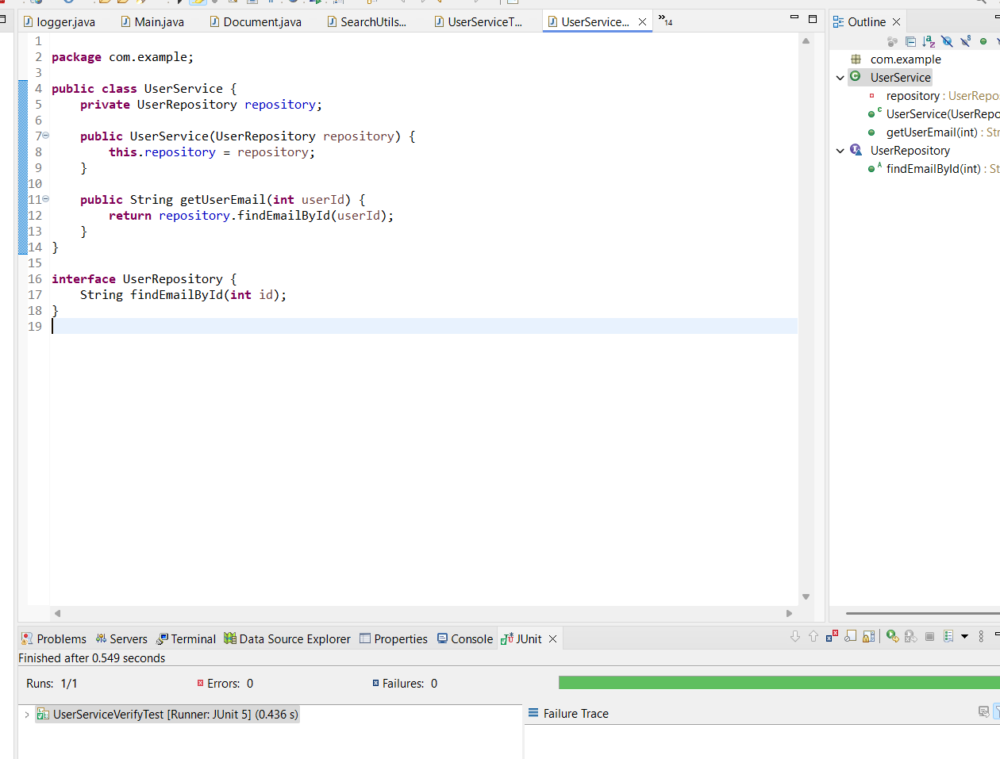 logger.java Main.java Document.java SearchUtils... UserServiceT... UserService... »14
Outline
1
2 package com.example;
3
4 public class UserService {
5     private UserRepository repository;
6
7     public UserService(UserRepository repository) {
8         this.repository = repository;
9     }
10
11     public String getUserEmail(int userId) {
12         return repository.findEmailById(userId);
13     }
14 }
15
16 interface UserRepository {
17     String findEmailById(int id);
18 }
19
com.example
UserService
repository : UserRepo
UserService(UserRepo
getUserEmail(int) : Str
UserRepository
findEmailById(int) : St
Problems Servers Terminal Data Source Explorer Properties Console JUnit
Finished after 0.549 seconds
Runs: 1/1 Errors: 0 Failures: 0
UserServiceVerifyTest [Runner: JUnit 5] (0.436 s)
Failure Trace